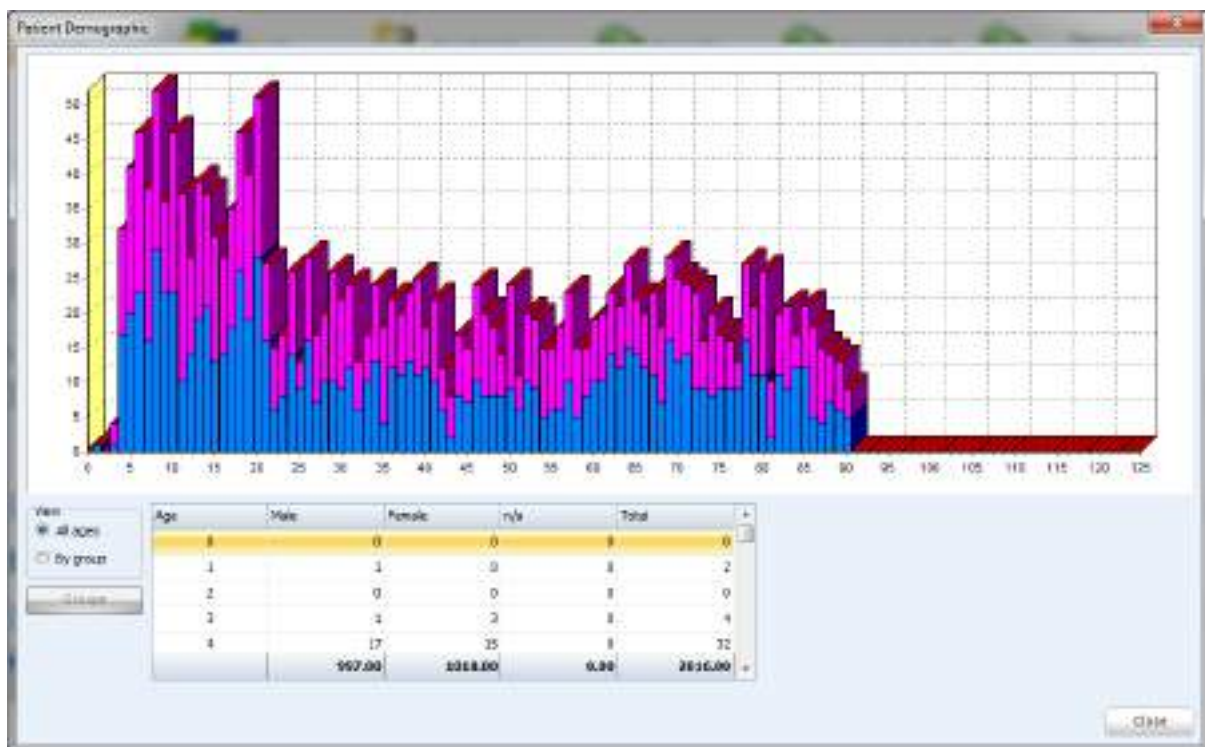 Patient Demographic
50
45
40
35
30
25
20
15
10
5
0
0 5 10 15 20 25 30 35 40 45 50 55 60 65 70 75 80 85 90 95 100 105 110 115 120 125
View
All ages
By group
Groups
Age Male Female n/a Total
0 0 0 0 0
1 1 0 0 2
2 0 0 0 0
3 1 3 0 4
4 17 15 0 32
997.00 1018.00 0.00 2016.00
Close